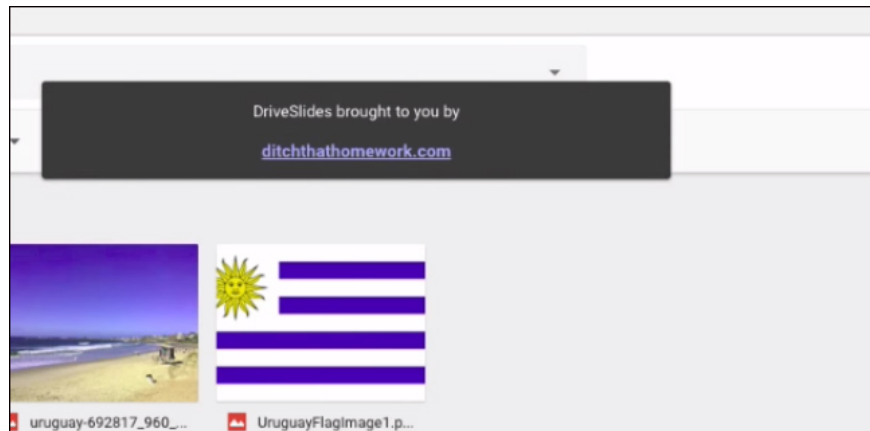 DriveSlides brought to you by
ditchthathomework.com
uruguay-692817_960_...
UruguayFlagImage1.p...